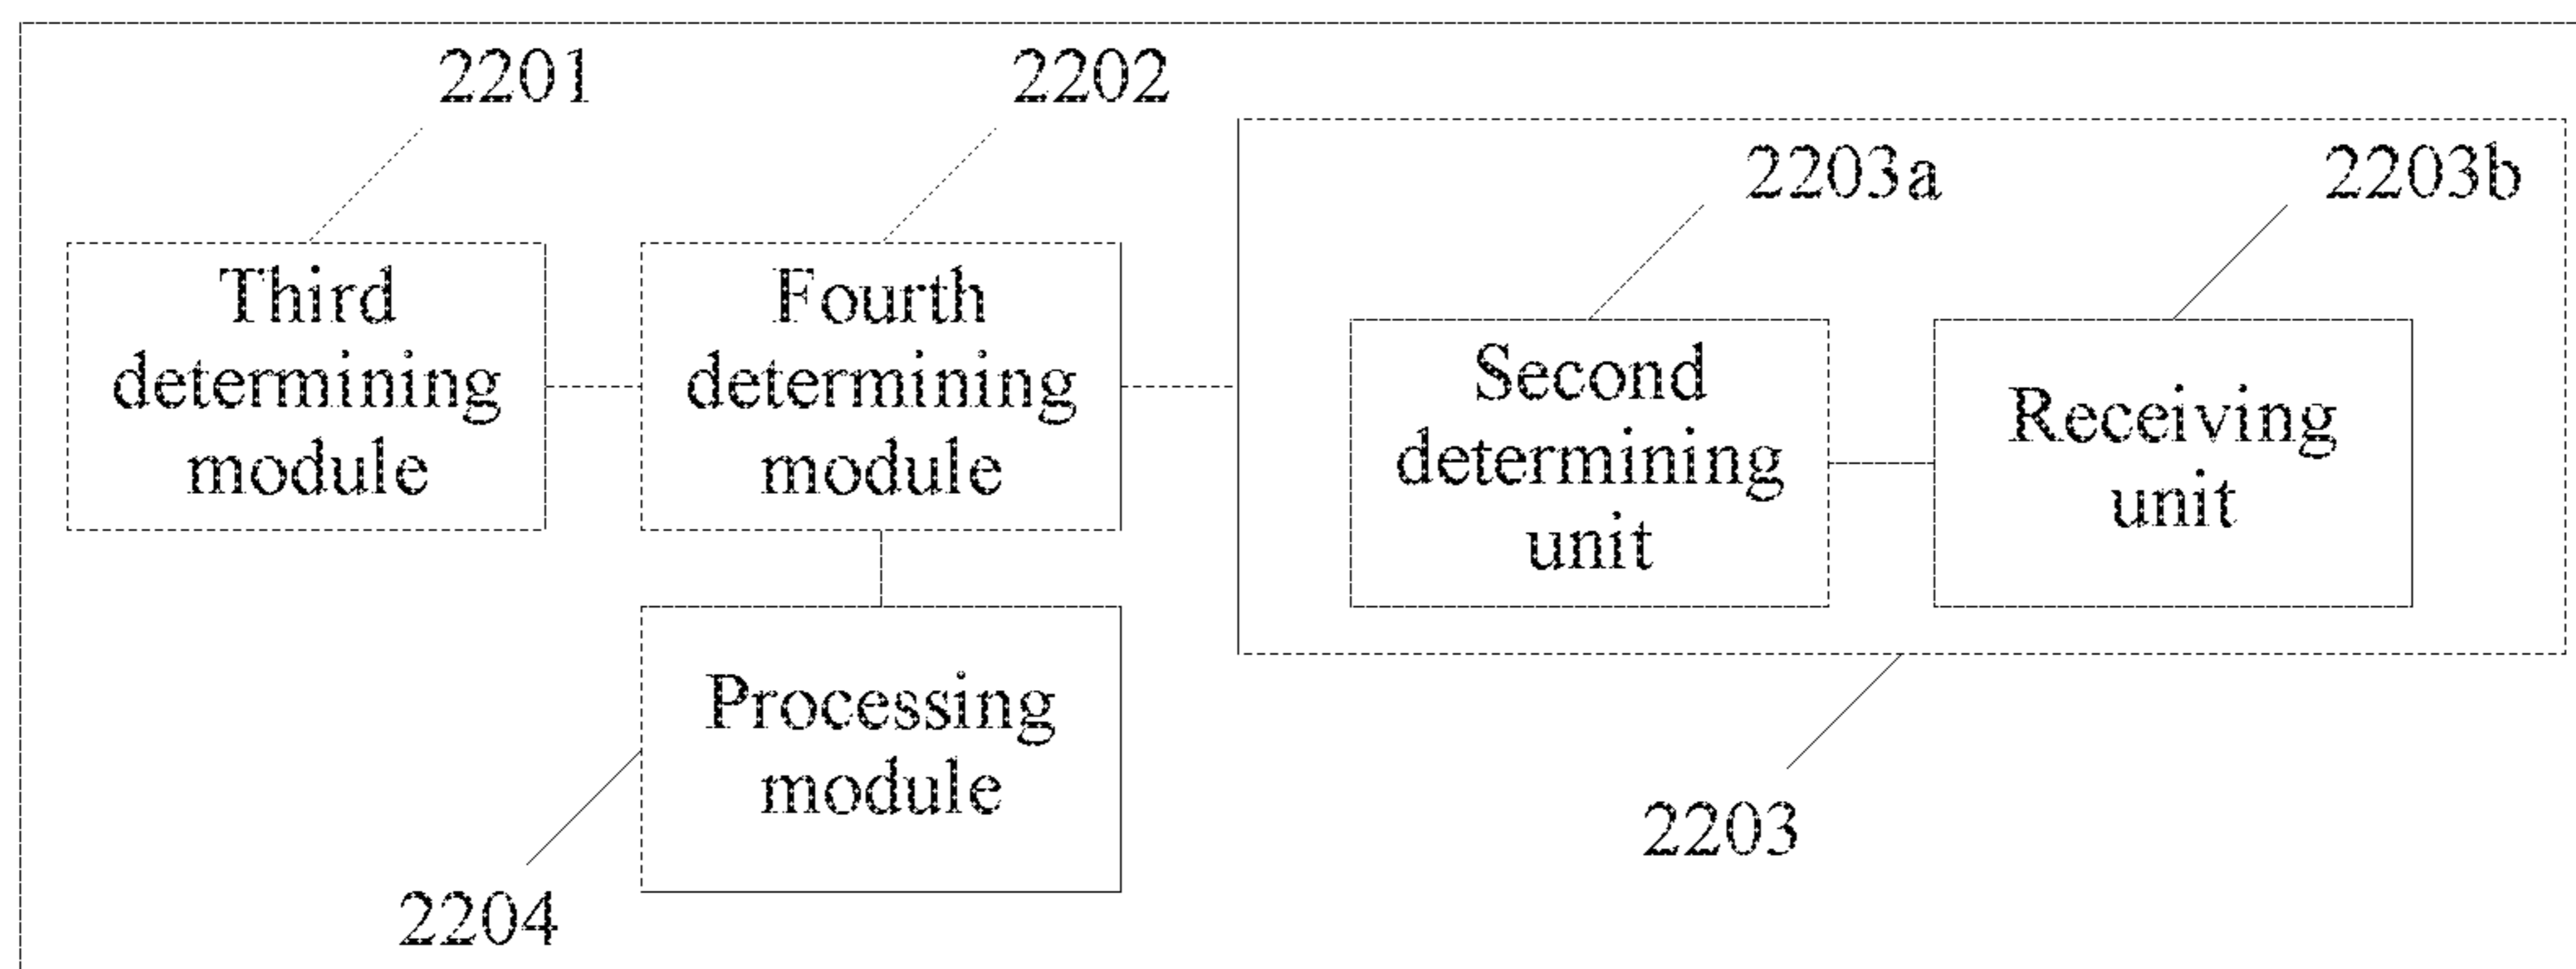 2201
2202
2203a
2203b
Third
determining
module
Fourth
determining
module
Second
determining
unit
Receiving
unit
Processing
module
2203
2204